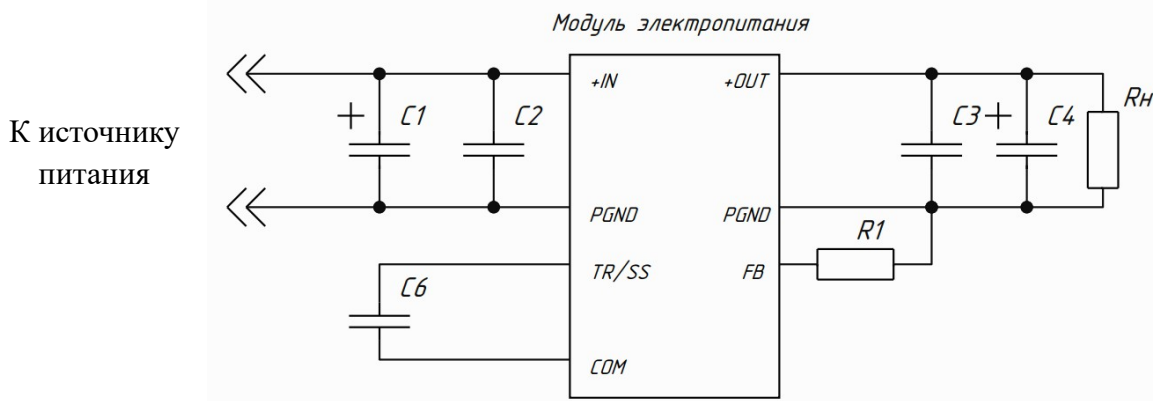 Модуль электропитания
К источнику
питания
+IN
+OUT
C1
C2
C3
C4
Rн
PGND
PGND
R1
TR/SS
FB
C6
COM